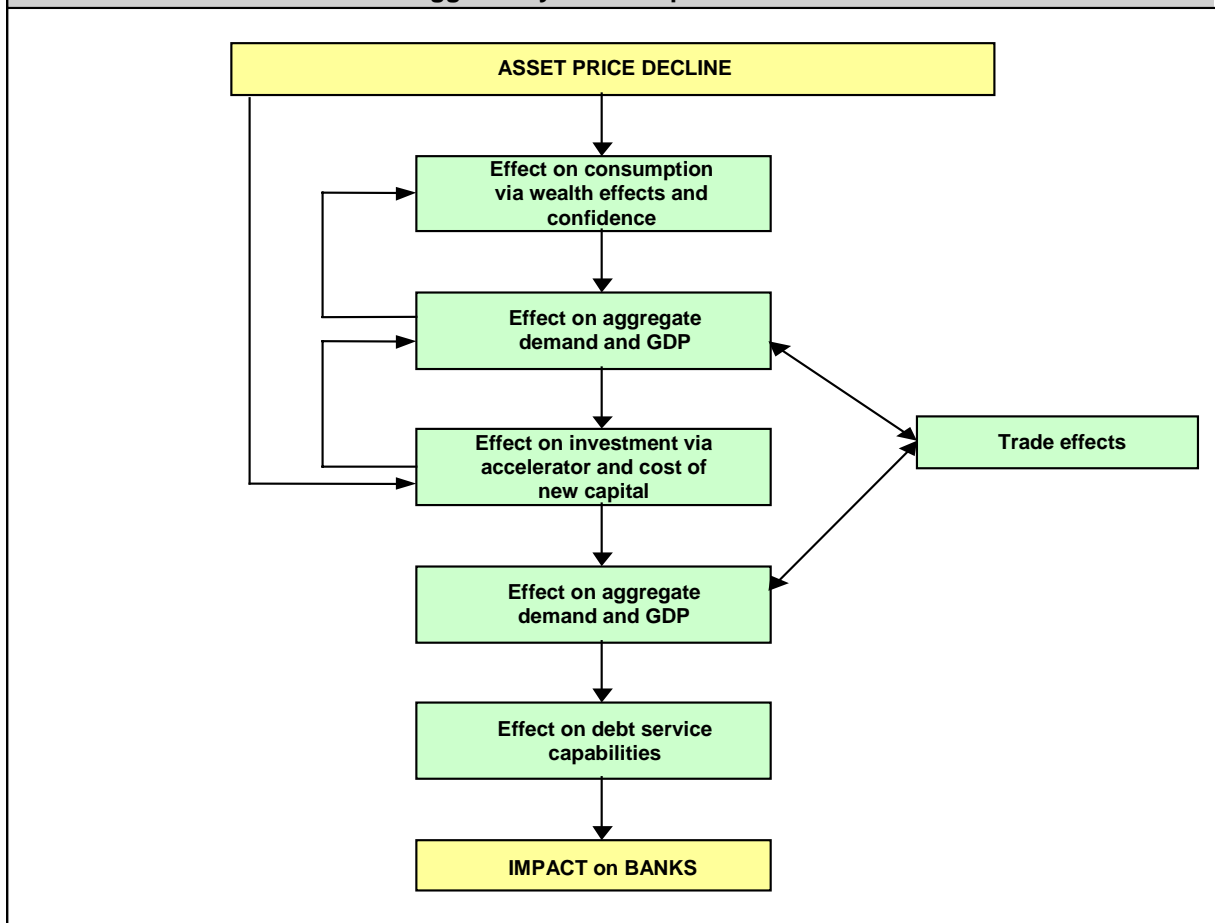 ASSET PRICE DECLINE
Effect on consumption
via wealth effects and
confidence
Effect on aggregate
demand and GDP
Effect on investment via
accelerator and cost of
new capital
Trade effects
Effect on aggregate
demand and GDP
Effect on debt service
capabilities
IMPACT on BANKS